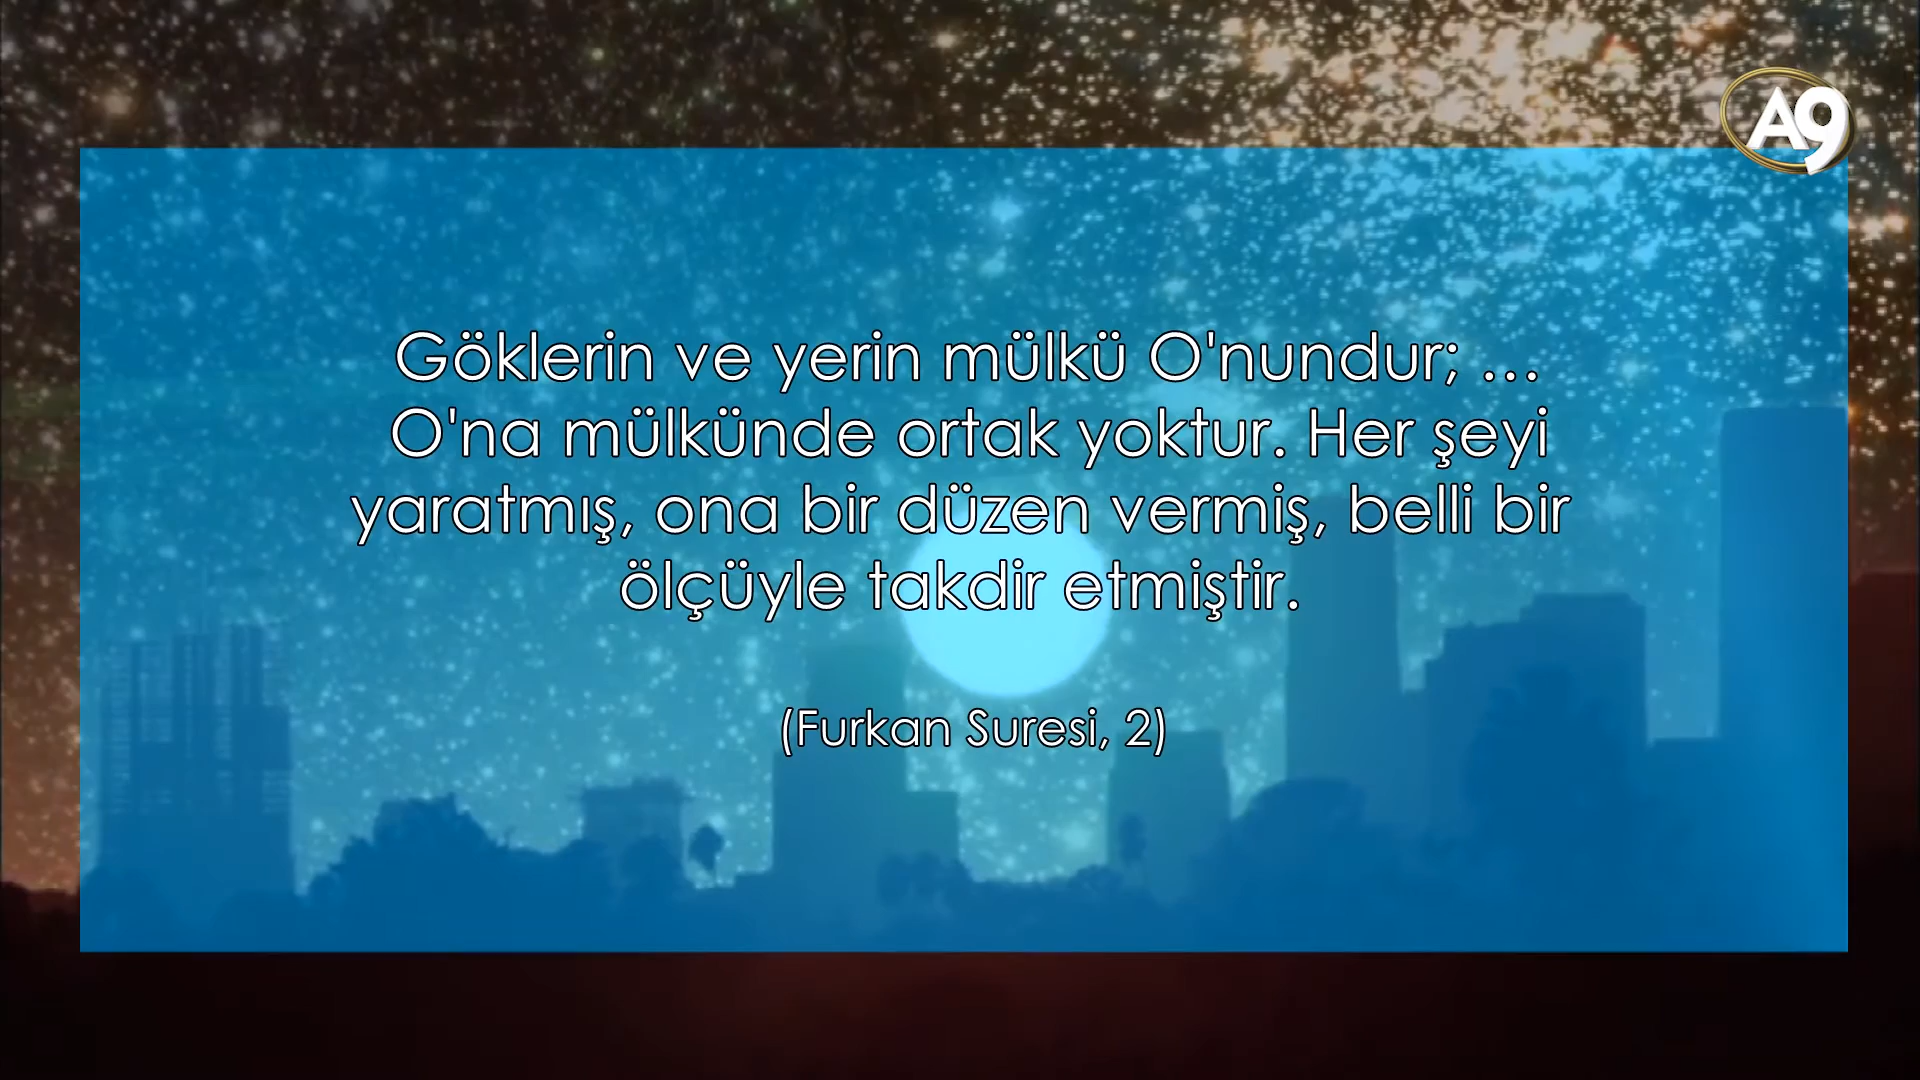 A9
Göklerin ve yerin mülkü O'nundur; ...
O'na mülkünde ortak yoktur. Her şeyi
yaratmış, ona bir düzen vermiş, belli bir
ölçüyle takdir etmiştir.
(Furkan Suresi, 2)